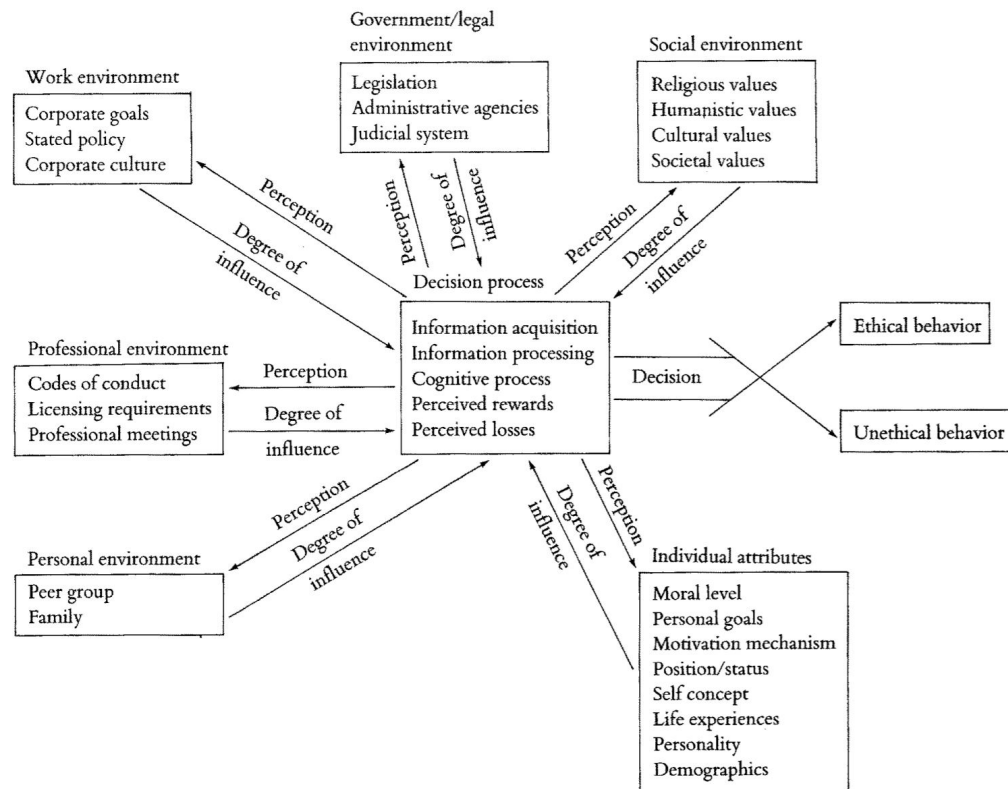 Government/legal
environment
Legislation
Administrative agencies
Judicial system
Social environment
Religious values
Humanistic values
Cultural values
Societal values
Work environment
Corporate goals
Stated policy
Corporate culture
Perception
Degree of
influence
Perception
Degree of
influence
Perception
Degree of
influence
Decision process
Information acquisition
Information processing
Cognitive process
Perceived rewards
Perceived losses
Decision
Ethical behavior
Unethical behavior
Professional environment
Codes of conduct
Licensing requirements
Professional meetings
Perception
Degree of
influence
Perception
Degree of
influence
Personal environment
Peer group
Family
Perception
Degree of
influence
Individual attributes
Moral level
Personal goals
Motivation mechanism
Position/status
Self concept
Life experiences
Personality
Demographics